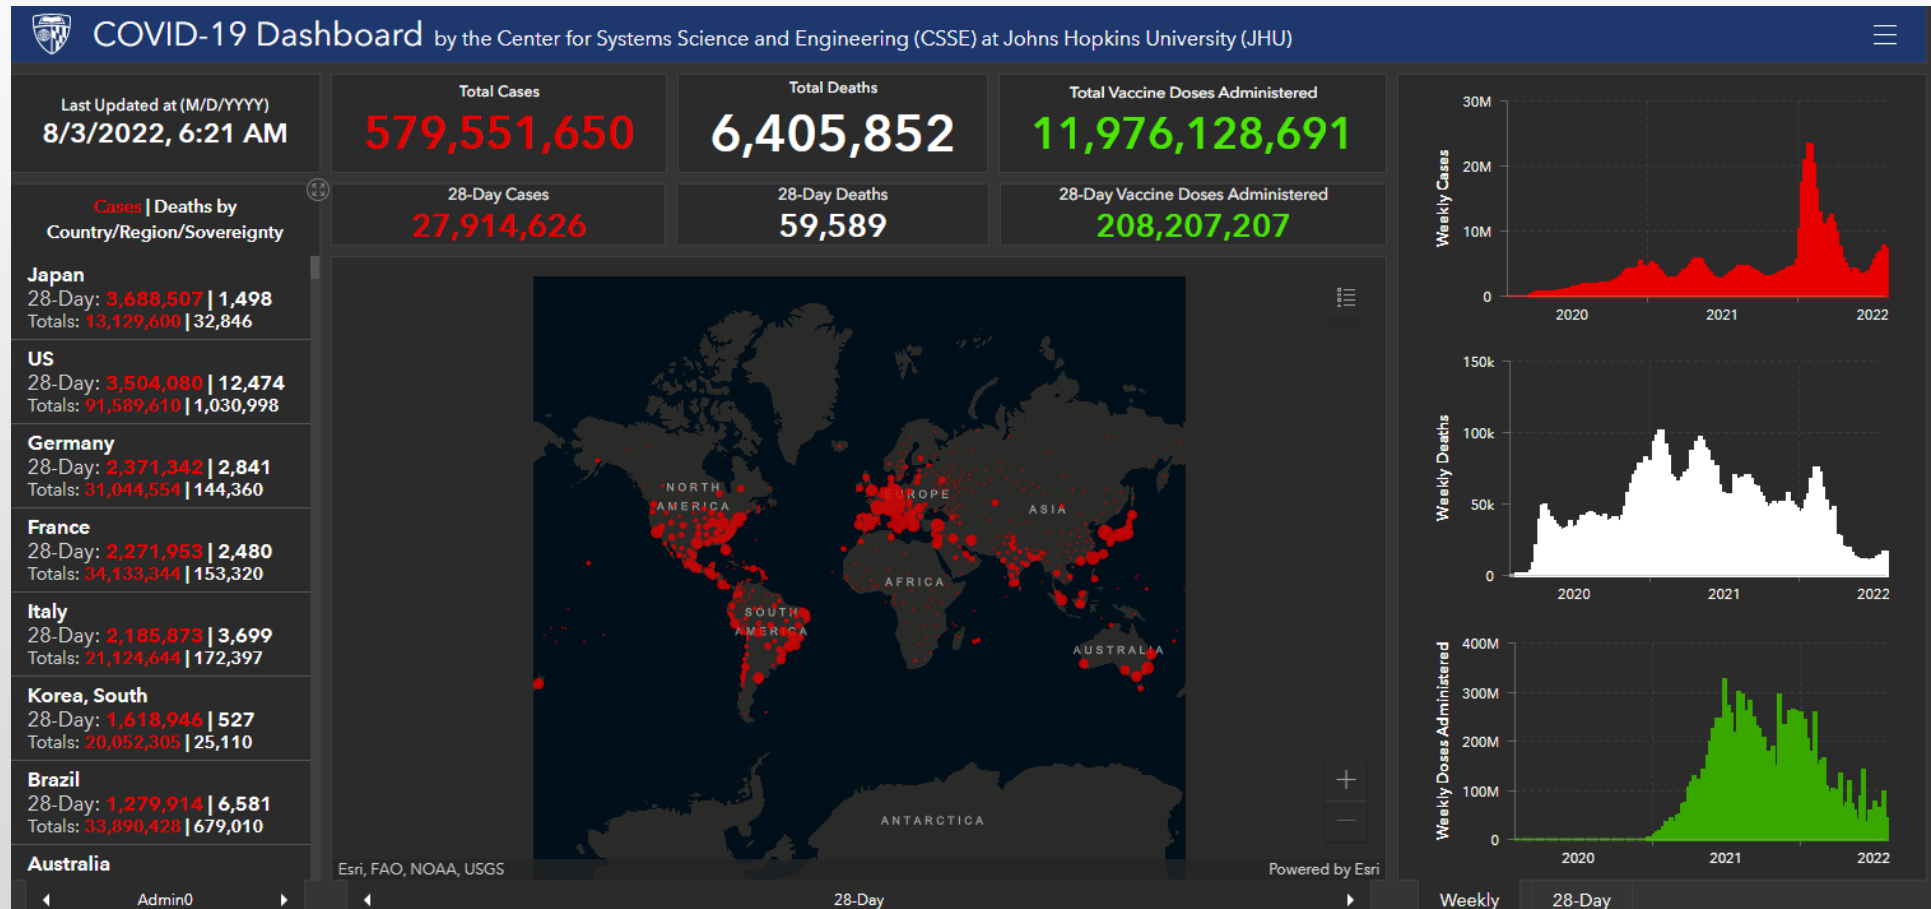 COVID-19 Dashboard by the Center for Systems Science and Engineering (CSSE) at Johns Hopkins University (JHU)
Last Updated at (M/D/YYYY)
8/3/2022, 6:21 AM
Total Cases
579,551,650
Total Deaths
6,405,852
Total Vaccine Doses Administered
11,976,128,691
28-Day Cases
27,914,626
28-Day Deaths
59,589
28-Day Vaccine Doses Administered
208,207,207
Cases | Deaths by
Country/Region/Sovereignty
Japan
28-Day: 3,688,507 | 1,498
Totals: 13,129,600 | 32,846
US
28-Day: 3,504,080 | 12,474
Totals: 91,589,610 | 1,030,998
Germany
28-Day: 2,371,342 | 2,841
Totals: 31,044,554 | 144,360
France
28-Day: 2,271,953 | 2,480
Totals: 34,133,344 | 153,320
Italy
28-Day: 2,185,873 | 3,699
Totals: 21,124,644 | 172,397
Korea, South
28-Day: 1,618,946 | 527
Totals: 20,052,305 | 25,110
Brazil
28-Day: 1,279,914 | 6,581
Totals: 33,890,428 | 679,010
Australia
Admin0
NORTH
AMERICA
EUROPE
ASIA
AFRICA
SOUTH
AMERICA
AUSTRALIA
ANTARCTICA
Esri, FAO, NOAA, USGS
Powered by Esri
28-Day
Weekly Cases
30M
20M
10M
0
2020 2021 2022
Weekly Deaths
150k
100k
50k
0
2020 2021 2022
Weekly Doses Administered
400M
300M
200M
100M
0
2020 2021 2022
Weekly 28-Day